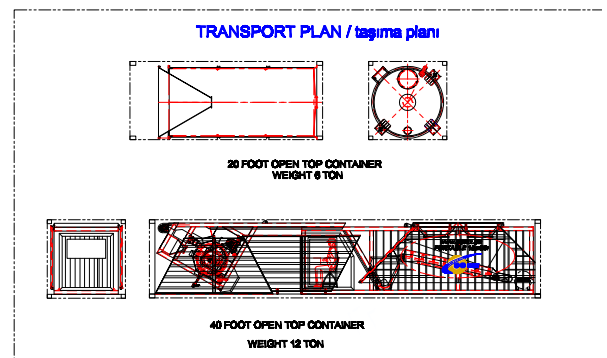 TRANSPORT PLAN / taşıma planı
20 FOOT OPEN TOP CONTAINER
WEIGHT 6 TON
40 FOOT OPEN TOP CONTAINER
WEIGHT 12 TON